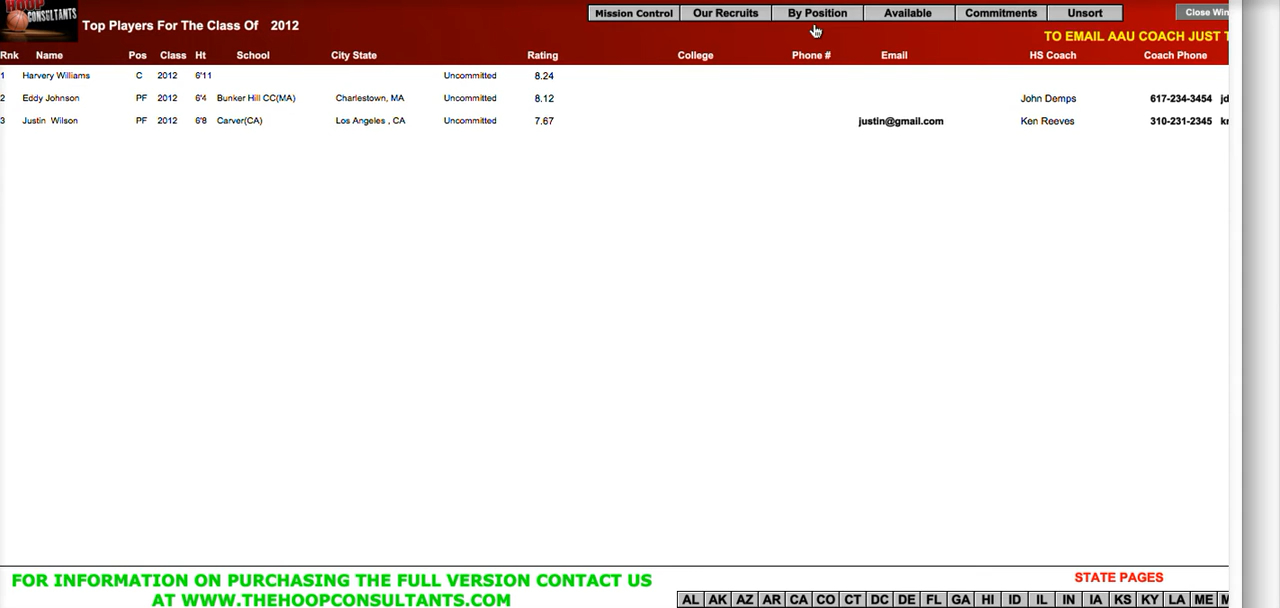 HOOP CONSULTANTS
Top Players For The Class Of 2012
Mission Control Our Recruits By Position Available Commitments Unsort Close Win
TO EMAIL AAU COACH JUST T
Rnk Name Pos Class Ht School City State Rating College Phone # Email HS Coach Coach Phone
1 Harvery Williams C 2012 6'11 Uncommitted 8.24
2 Eddy Johnson PF 2012 6'4 Bunker Hill CC(MA) Charlestown, MA Uncommitted 8.12 John Demps 617-234-3454 jd
3 Justin Wilson PF 2012 6'8 Carver(CA) Los Angeles , CA Uncommitted 7.67 justin@gmail.com Ken Reeves 310-231-2345
FOR INFORMATION ON PURCHASING THE FULL VERSION CONTACT US
AT WWW.THEHOOPCONSULTANTS.COM
STATE PAGES
AL AK AZ AR CA CO CT DC DE FL GA HI ID IL IN IA KS KY LA ME